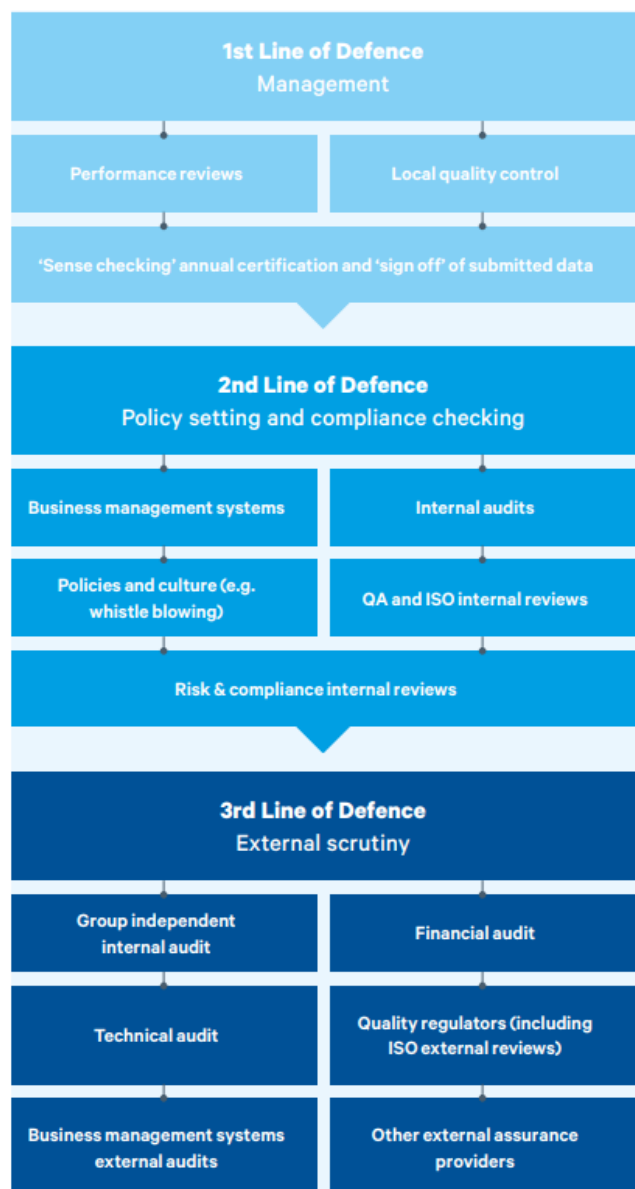 1st Line of Defence
Management
Performance reviews
Local quality control
‘Sense checking’ annual certification and ‘sign off’ of submitted data
2nd Line of Defence
Policy setting and compliance checking
Business management systems
Internal audits
Policies and culture (e.g.
whistle blowing)
QA and ISO internal reviews
Risk & compliance internal reviews
3rd Line of Defence
External scrutiny
Group independent
internal audit
Financial audit
Technical audit
Quality regulators (including
ISO external reviews)
Business management systems
external audits
Other external assurance
providers